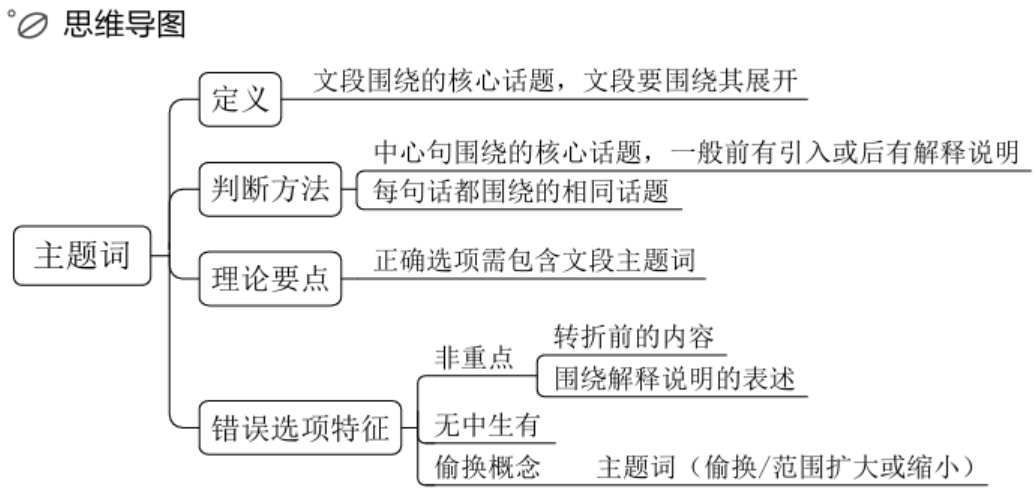 思维导图
主题词
定义
文段围绕的核心话题，文段要围绕其展开
判断方法
中心句围绕的核心话题，一般前有引入或后有解释说明
每句话都围绕的相同话题
理论要点
正确选项需包含文段主题词
错误选项特征
非重点
转折前的内容
围绕解释说明的表述
无中生有
偷换概念 主题词（偷换/范围扩大或缩小）